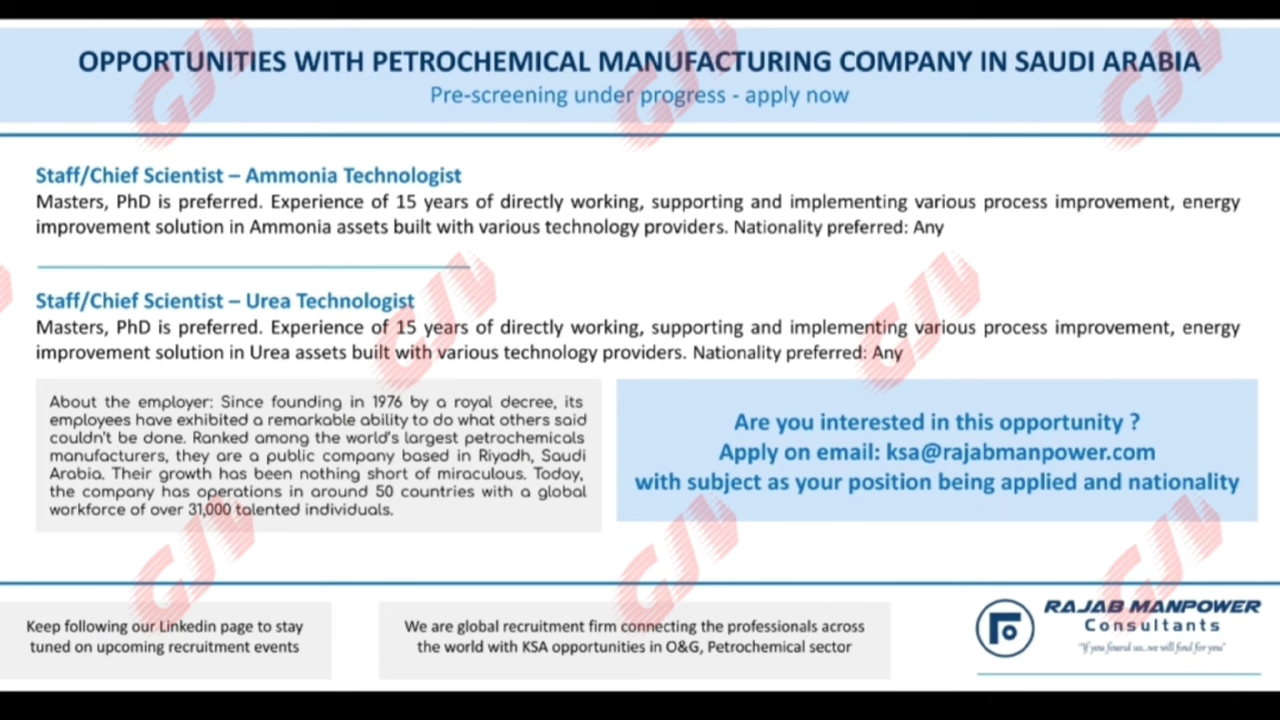 OPPORTUNITIES WITH PETROCHEMICAL MANUFACTURING COMPANY IN SAUDI ARABIA
Pre-screening under progress - apply now
Staff/Chief Scientist – Ammonia Technologist
Masters, PhD is preferred. Experience of 15 years of directly working, supporting and implementing various process improvement, energy
improvement solution in Ammonia assets built with various technology providers. Nationality preferred: Any
Staff/Chief Scientist – Urea Technologist
Masters, PhD is preferred. Experience of 15 years of directly working, supporting and implementing various process improvement, energy
improvement solution in Urea assets built with various technology providers. Nationality preferred: Any
About the employer: Since founding in 1976 by a royal decree, its
employees have exhibited a remarkable ability to do what others said
couldn't be done. Ranked among the world's largest petrochemicals
manufacturers, they are a public company based in Riyadh, Saudi
Arabia. Their growth has been nothing short of miraculous. Today,
the company has operations in around 50 countries with a global
workforce of over 31,000 talented individuals.
Are you interested in this opportunity ?
Apply on email: ksa@rajabmanpower.com
with subject as your position being applied and nationality
Keep following our Linkedin page to stay
tuned on upcoming recruitment events
We are global recruitment firm connecting the professionals across
the world with KSA opportunities in O&G, Petrochemical sector
RAJAB MANPOWER
Consultants
"If you found us...we will find for you"